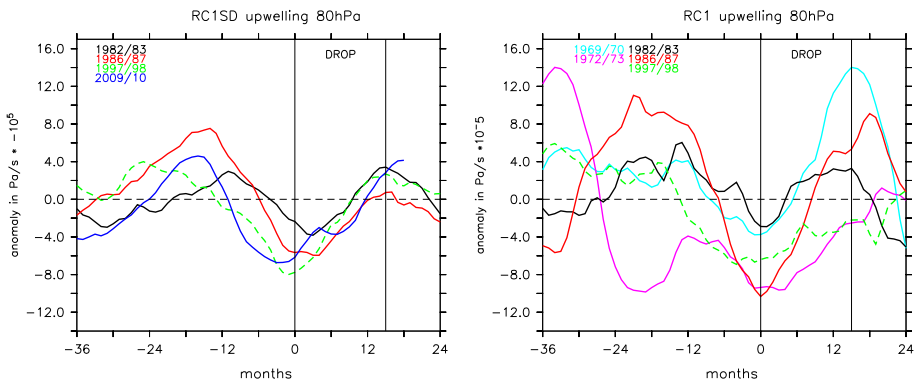 RC1SD upwelling 80hPa
1982/83
1986/87
1997/98
2009/10
DROP
16.0
12.0
8.0
4.0
0.0
-4.0
-8.0
-12.0
anomaly in Pa/s * -10^5
-36 -24 -12 0 12 24
months
RC1 upwelling 80hPa
1969/70 1982/83
1972/73 1986/87
1997/98
DROP
16.0
12.0
8.0
4.0
0.0
-4.0
-8.0
-12.0
anomaly in Pa/s *10^-5
-36 -24 -12 0 12 24
months